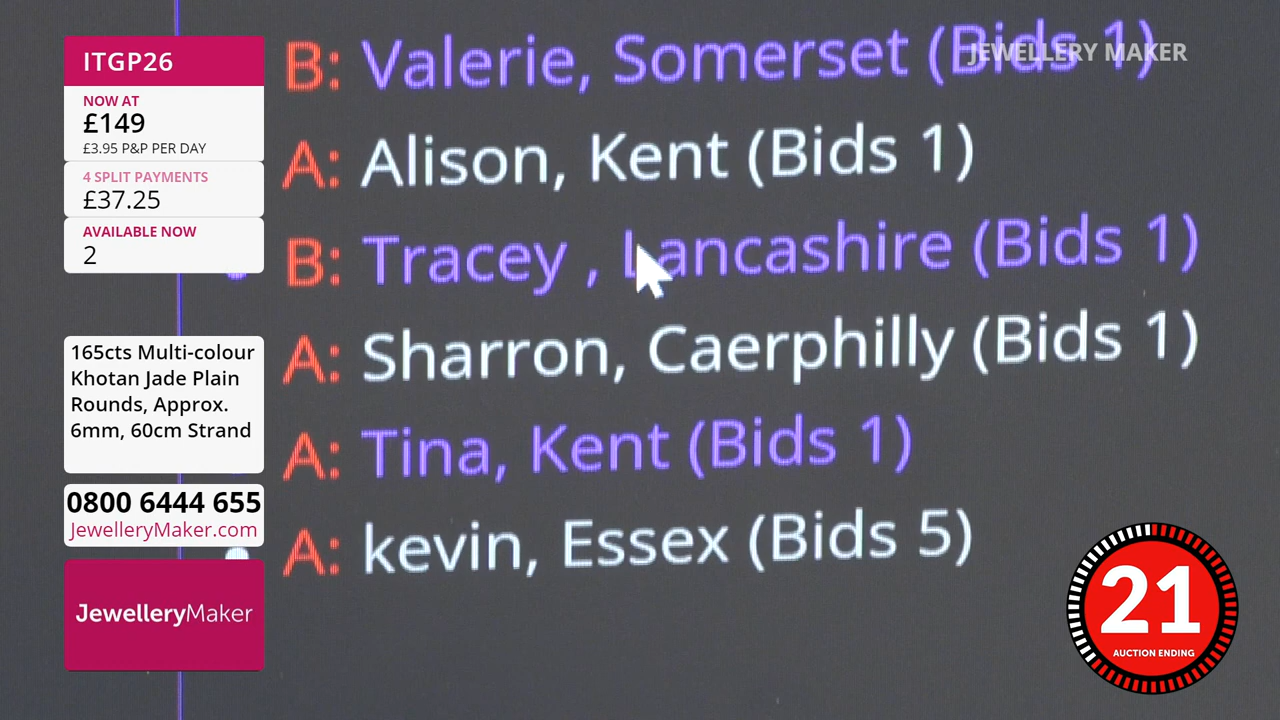 ITGP26
NOW AT
£149
£3.95 P&P PER DAY
4 SPLIT PAYMENTS
£37.25
AVAILABLE NOW
2
165cts Multi-colour
Khotan Jade Plain
Rounds, Approx.
6mm, 60cm Strand
0800 6444 655
JewelleryMaker.com
JewelleryMaker
B: Valerie, Somerset (Bids 1)
JEWELLERY MAKER
A: Alison, Kent (Bids 1)
B: Tracey , Lancashire (Bids 1)
A: Sharron, Caerphilly (Bids 1)
A: Tina, Kent (Bids 1)
A: kevin, Essex (Bids 5)
21
AUCTION ENDING